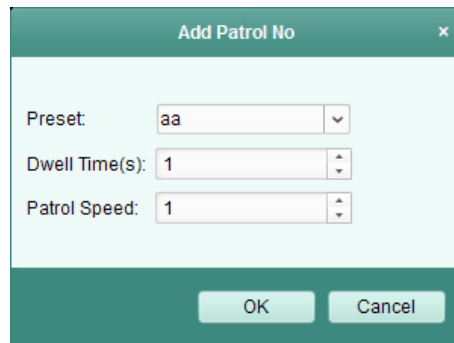 Add Patrol No ×
Preset: aa
Dwell Time(s): 1
Patrol Speed: 1
OK Cancel